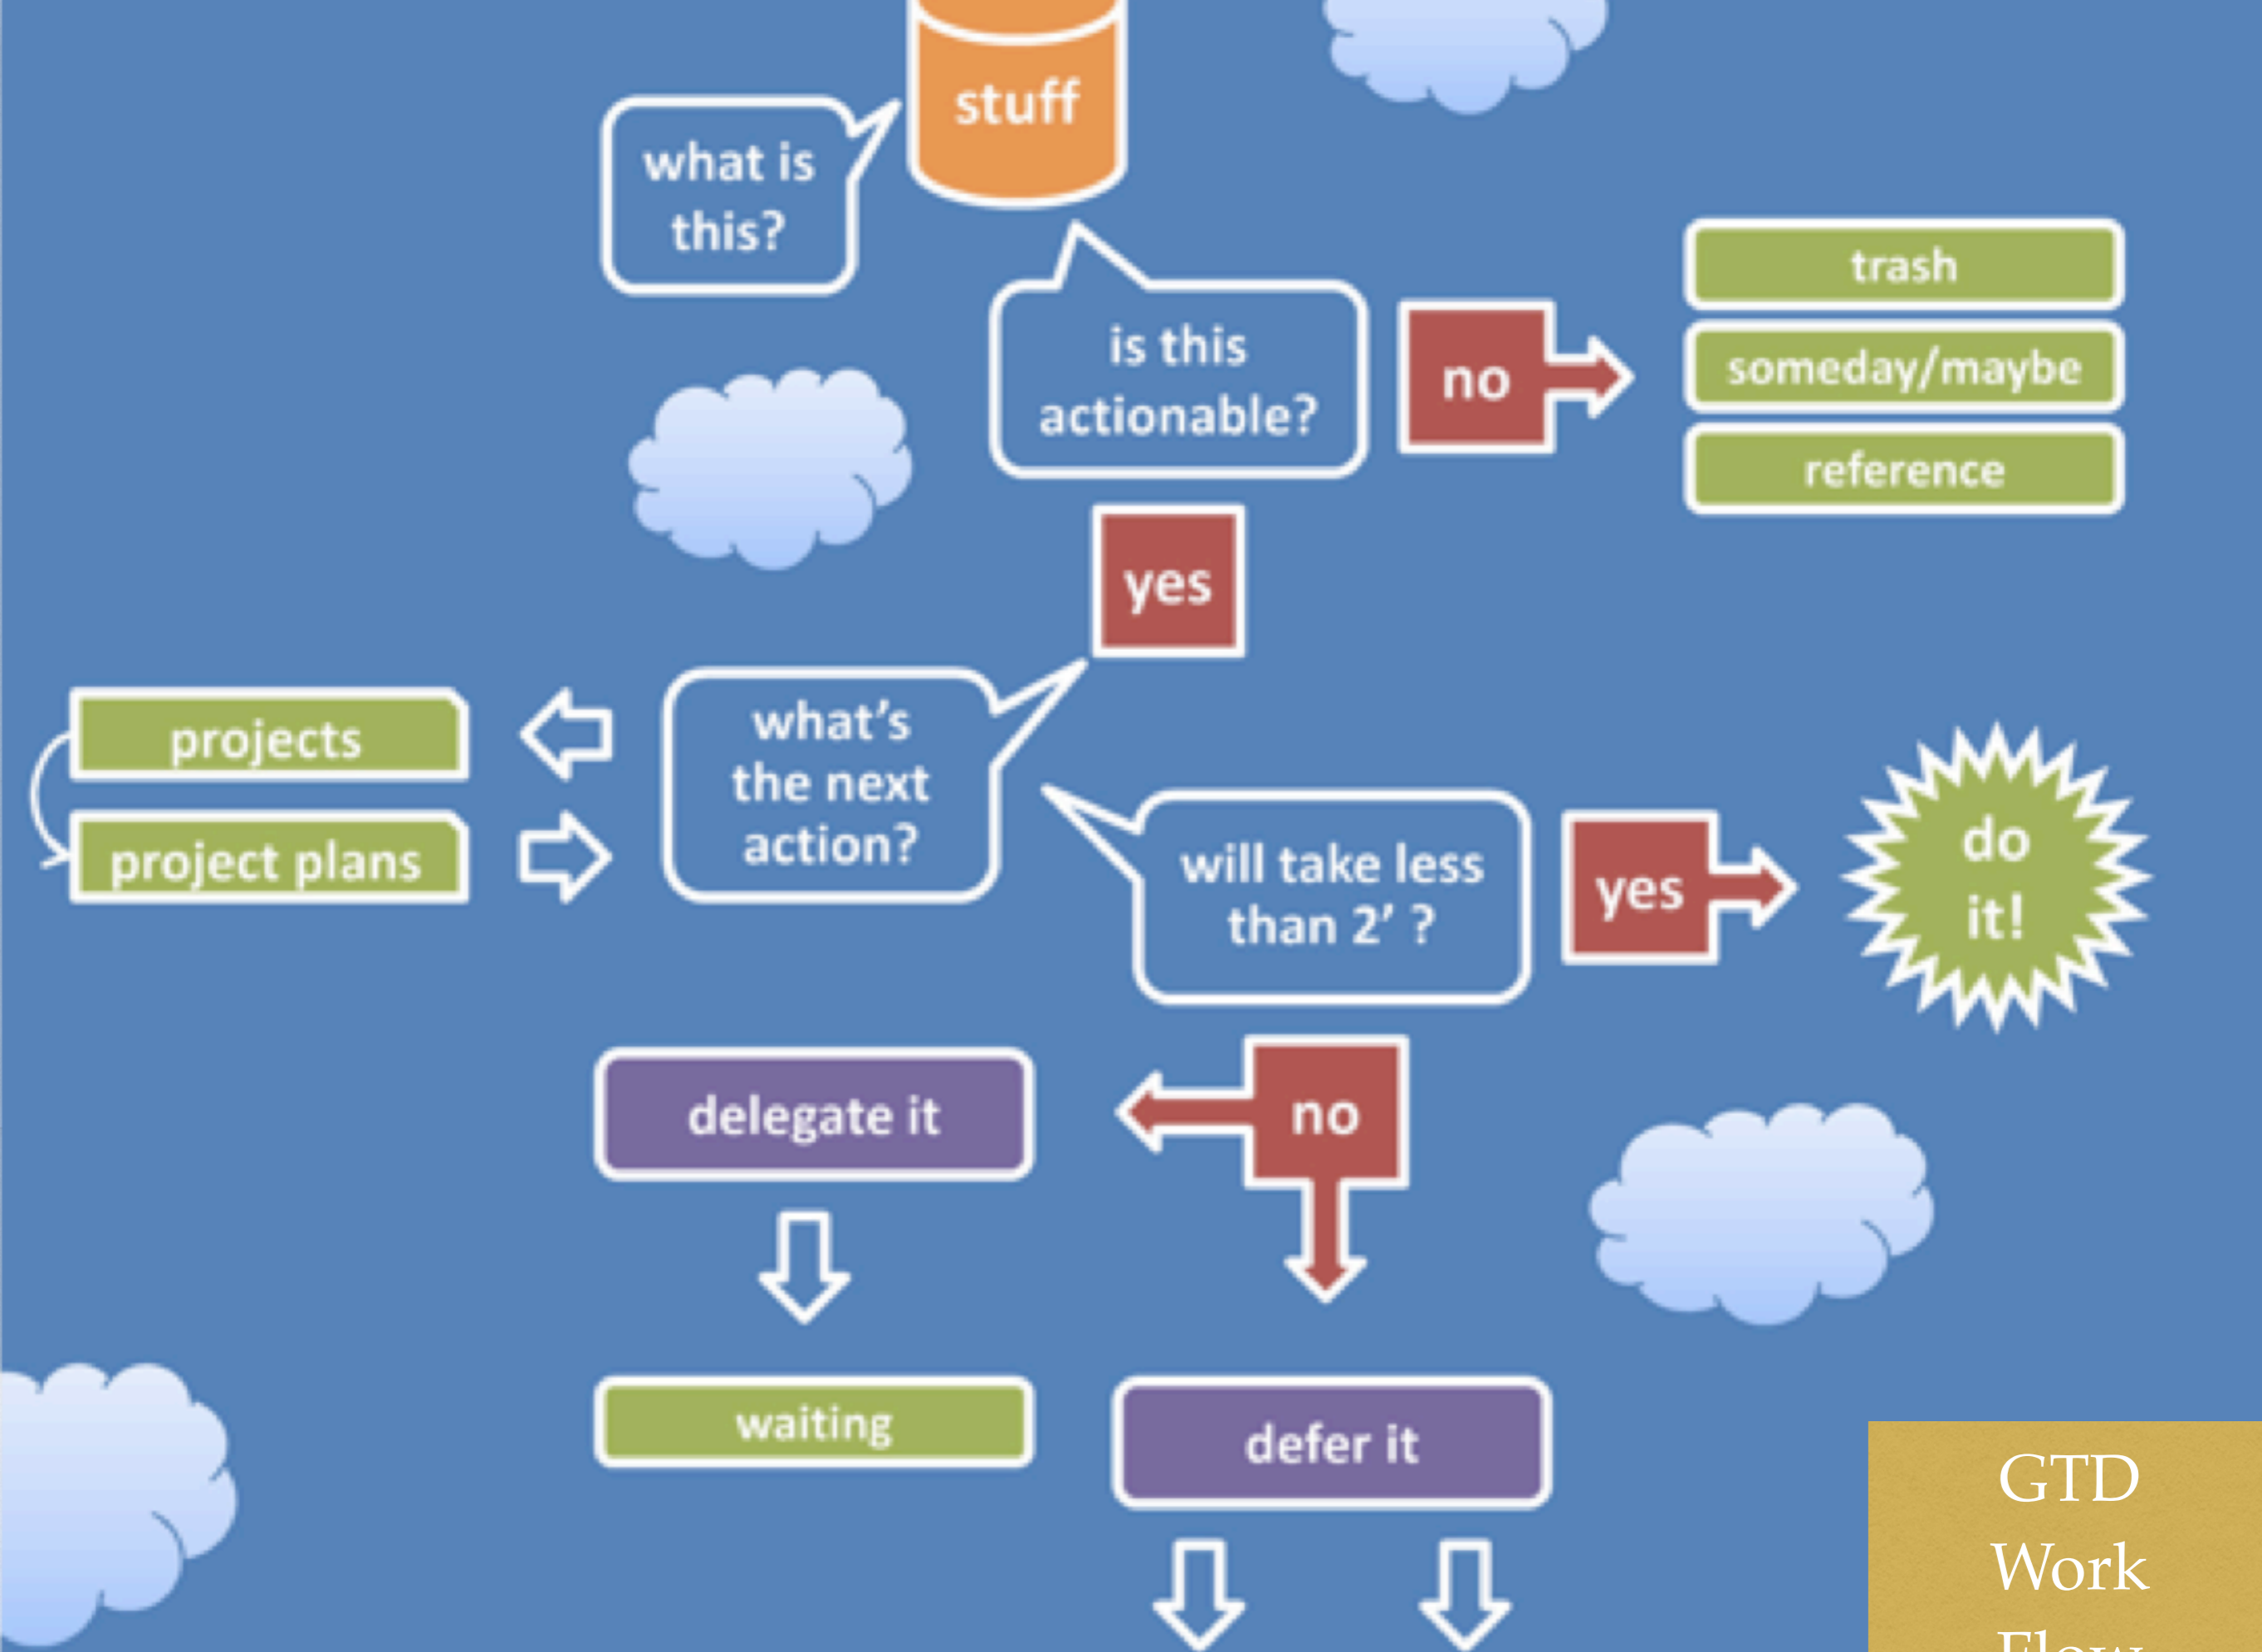 stuff
what is
this?
is this
actionable?
no
trash
someday/maybe
reference
yes
projects
project plans
what's
the next
action?
will take less
than 2' ?
yes
do
it!
delegate it
no
waiting
defer it
GTD
Work
Flow